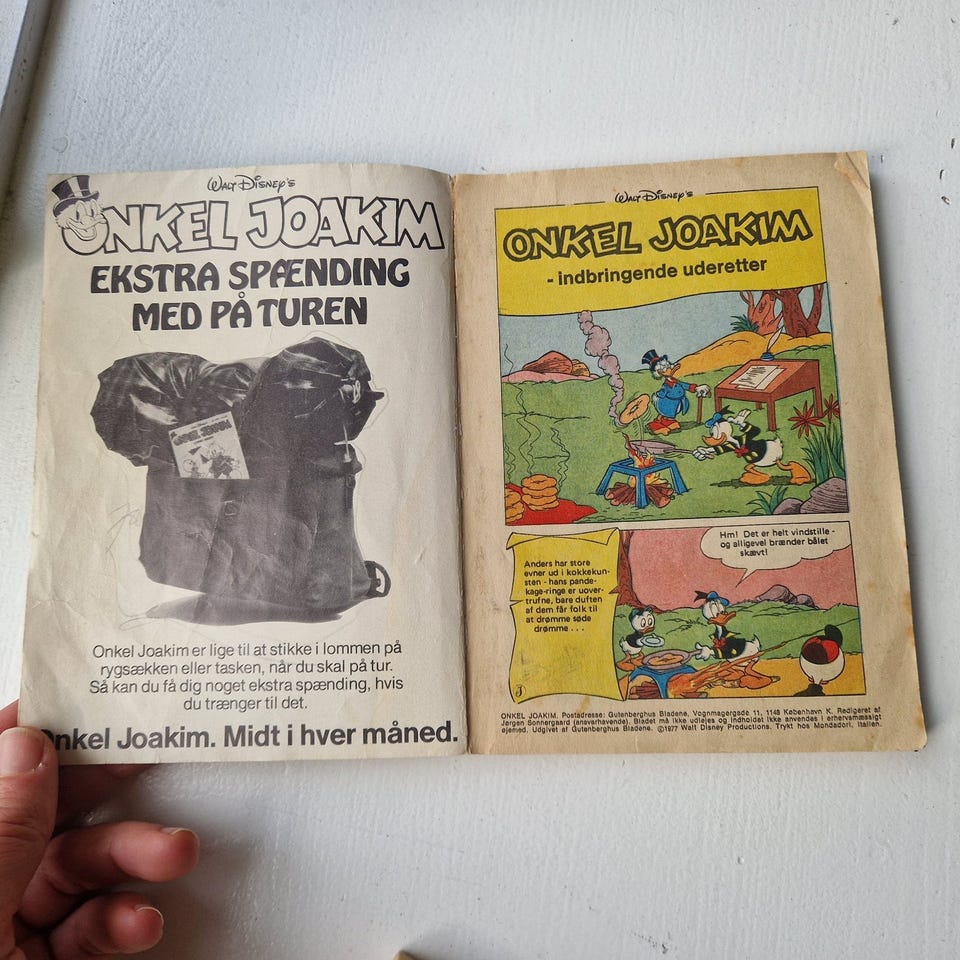 Walt Disney's
ONKEL JOAKIM
EKSTRA SPÆNDING
MED PÅ TUREN
ONKEL JOAKIM
Onkel Joakim er lige til at stikke i lommen på
rygsækken eller tasken, når du skal på tur.
Så kan du få dig noget ekstra spænding, hvis
du trænger til det.
Onkel Joakim. Midt i hver måned.
Walt Disney's
ONKEL JOAKIM
- indbringende uderetter
Anders har store
evner ud i kokkekun-
sten - hans pande-
kage-ringe er uover-
trufne, bare duften
af dem får folk til
at drømme søde
drømme . . .
Hm! Det er helt vindstille -
og alligevel brænder bålet
skævt!
ONKEL JOAKIM. Postadresse: Gutenberghus Bladene, Vognmagergade 11, 1148 København K. Redigeret af
Jørgen Sonnergaard (ansvarhavende). Bladet må ikke udlejes og indholdet ikke anvendes i erhvervsmæssigt
øjemed. Udgivet af Gutenberghus Bladene. ©1977 Walt Disney Productions. Trykt hos Mondadori, Italien.